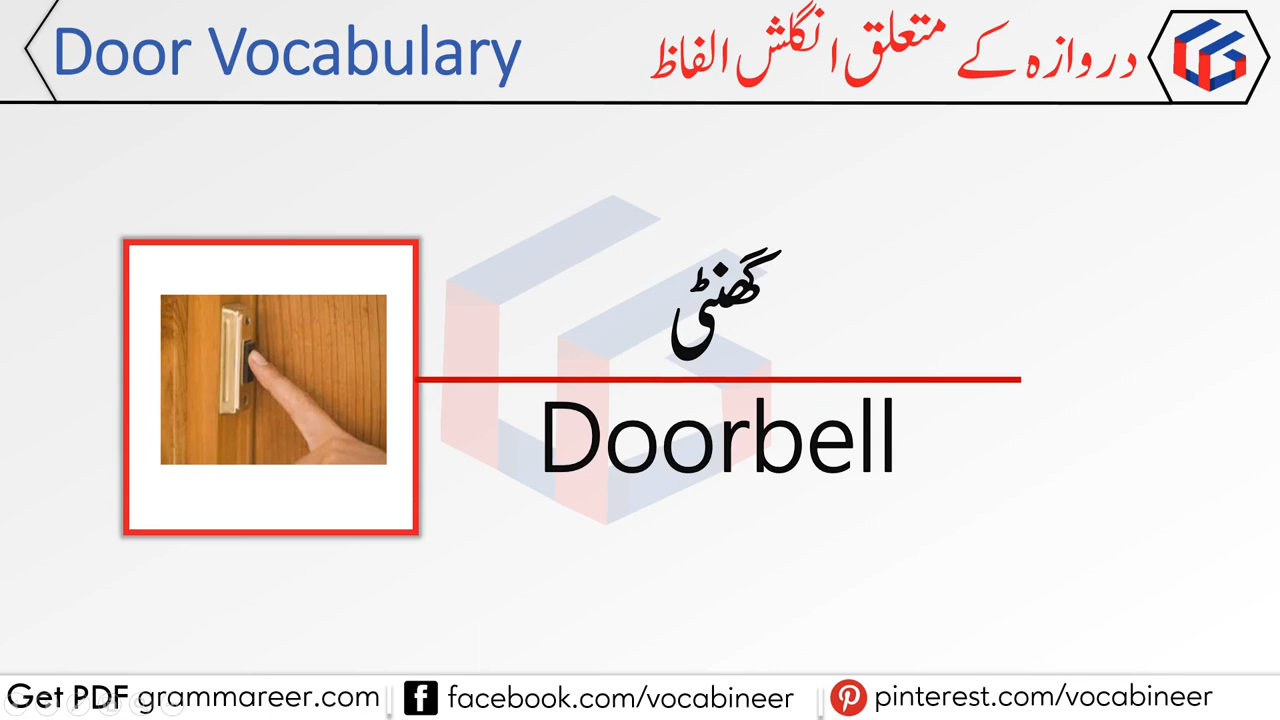 Door Vocabulary
دروازہ کے متعلق انگلش الفاظ
گھنٹی
Doorbell
Get PDF grammareer.com | facebook.com/vocabineer | pinterest.com/vocabineer